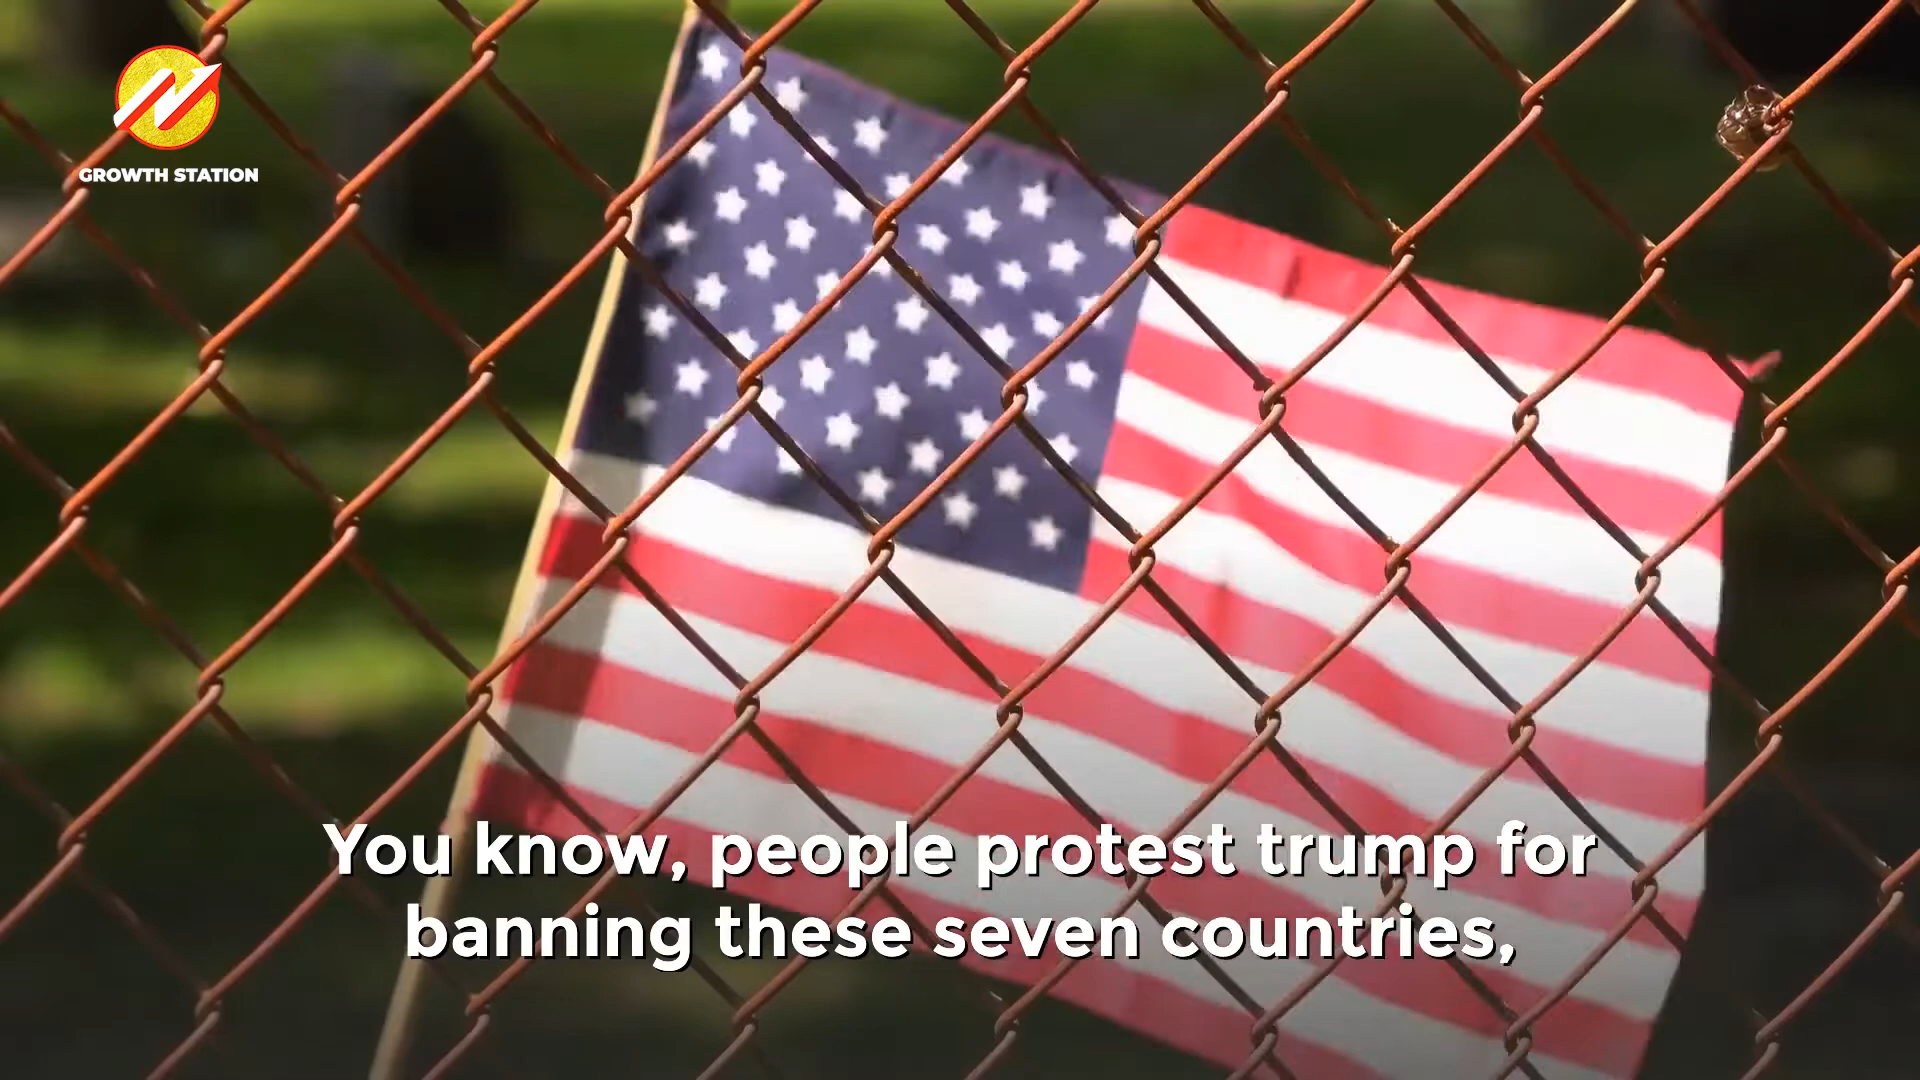 GROWTH STATION
You know, people protest trump for
banning these seven countries,